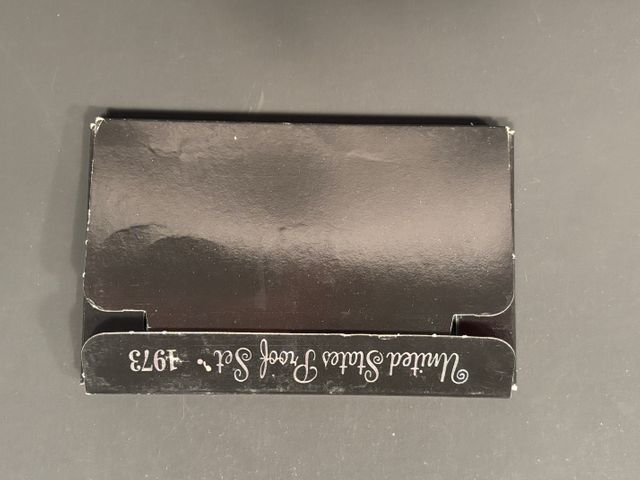 United States Proof Set 1973